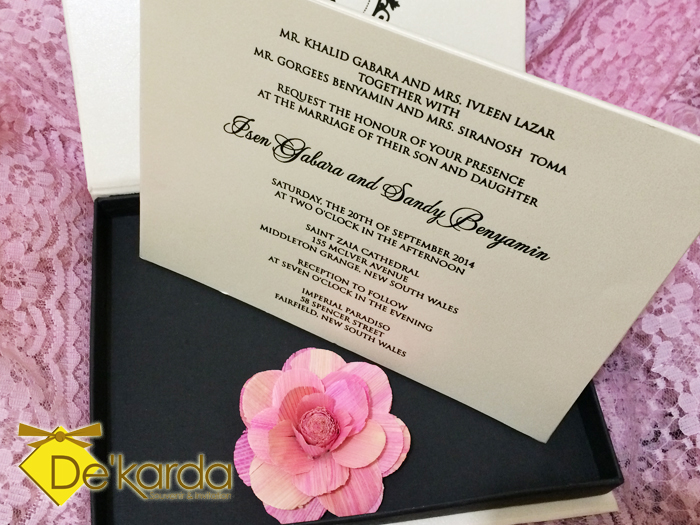 MR. KHALID GABARA AND MRS. IVLEEN LAZAR
TOGETHER WITH
MR. GORGEES BENYAMIN AND MRS. SIRANOSH TOMA
REQUEST THE HONOUR OF YOUR PRESENCE
AT THE MARRIAGE OF THEIR SON AND DAUGHTER
Isen Gabara and Sandy Benyamin
SATURDAY, THE 20TH OF SEPTEMBER 2014
AT TWO O'CLOCK IN THE AFTERNOON
SAINT ZAIA CATHEDRAL
155 MCLVER AVENUE
MIDDLETON GRANGE, NEW SOUTH WALES
RECEPTION TO FOLLOW
AT SEVEN O'CLOCK IN THE EVENING
IMPERIAL PARADISO
58 SPENCER STREET
FAIRFIELD, NEW SOUTH WALES
De'karda
Souvenir & Invitation